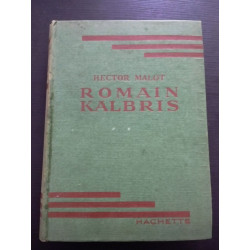 HECTOR MALOT
ROMAIN
KALBRIS
HACHETTE